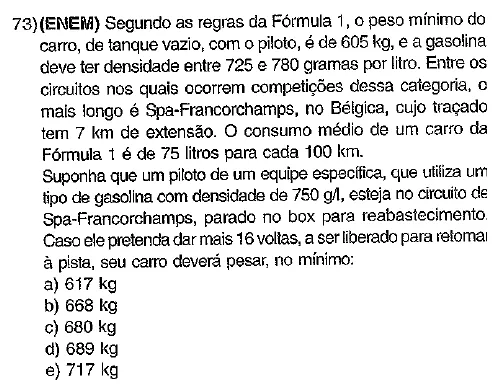 73)(ENEM) Segundo as regras da Fórmula 1, o peso mínimo do
carro, de tanque vazio, com o piloto, é de 605 kg, e a gasolina
deve ter densidade entre 725 e 780 gramas por litro. Entre os
circuitos nos quais ocorrem competições dessa categoria, o
mais longo é Spa-Francorchamps, no Bélgica, cujo traçado
tem 7 km de extensão. O consumo médio de um carro da
Fórmula 1 é de 75 litros para cada 100 km.
Suponha que um piloto de um equipe específica, que utiliza um
tipo de gasolina com densidade de 750 g/l, esteja no circuito de
Spa-Francorchamps, parado no box para reabastecimento.
Caso ele pretenda dar mais 16 voltas, a ser liberado para retomar
à pista, seu carro deverá pesar, no mínimo:
a) 617 kg
b) 668 kg
c) 680 kg
d) 689 kg
e) 717 kg